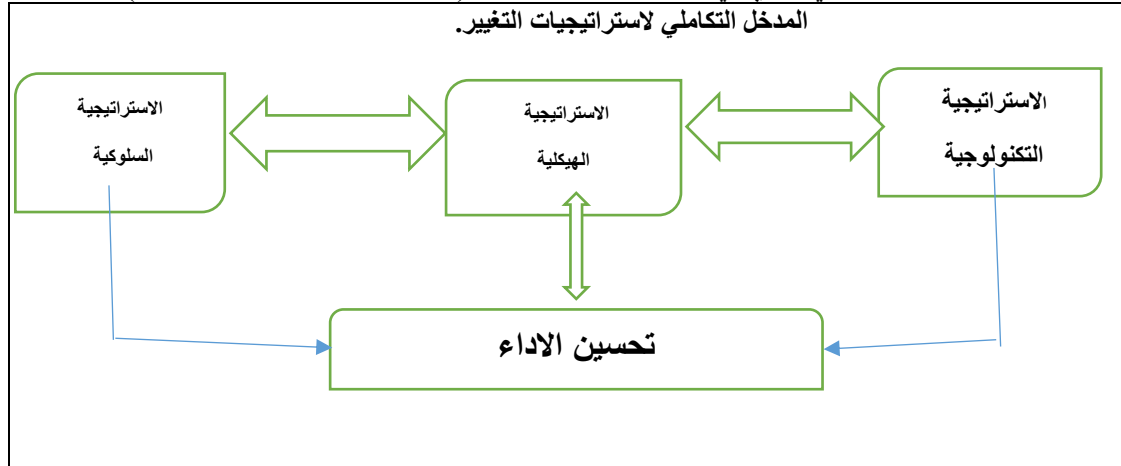 المدخل التكاملي لاستراتيجيات التغيير.
الاستراتيجية
التكنولوجية
الاستراتيجية
الهيكلية
الاستراتيجية
السلوكية
تحسين الاداء